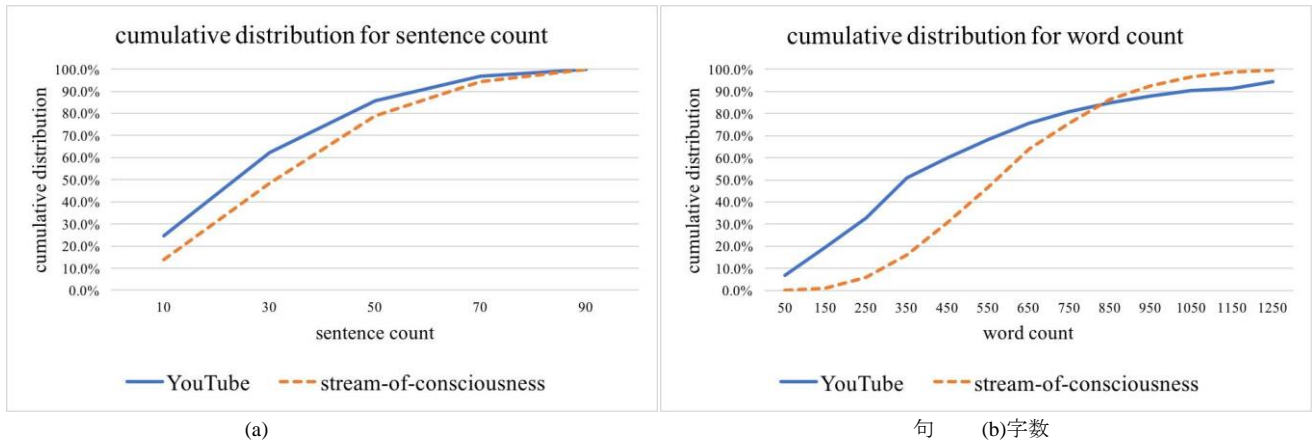 cumulative distribution for sentence count
100.0%
90.0%
80.0%
70.0%
60.0%
50.0%
40.0%
30.0%
20.0%
10.0%
0.0%
cumulative distribution
10 30 50 70 90
sentence count
YouTube stream-of-consciousness
cumulative distribution for word count
100.0%
90.0%
80.0%
70.0%
60.0%
50.0%
40.0%
30.0%
20.0%
10.0%
0.0%
cumulative distribution
50 150 250 350 450 550 650 750 850 950 1050 1150 1250
word count
YouTube stream-of-consciousness
(a) 句 (b)字数